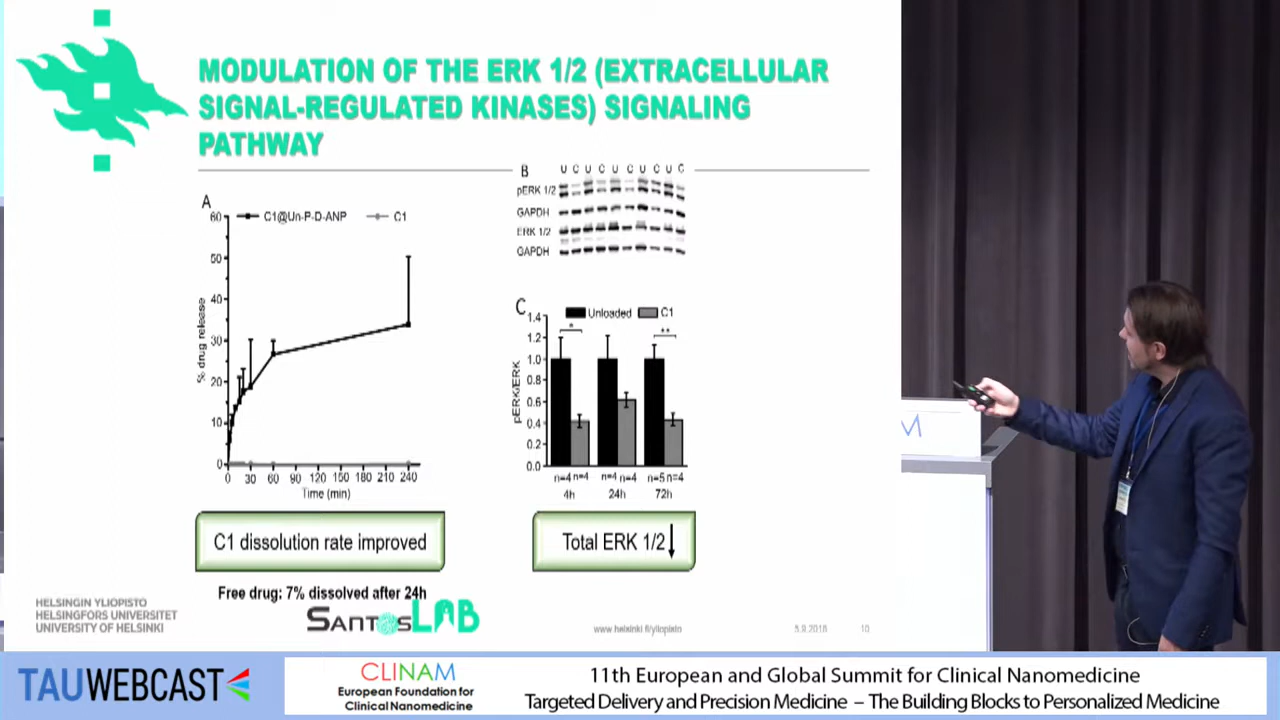 MODULATION OF THE ERK 1/2 (EXTRACELLULAR
SIGNAL-REGULATED KINASES) SIGNALING
PATHWAY
A
C1@Un-P-D-ANP
C1
60
50
40
30
20
10
0
% drug release
0 30 60 90 120 150 180 210 240
Time (min)
C1 dissolution rate improved
Free drug: 7% dissolved after 24h
B
U C U C U C U C U C
pERK 1/2
GAPDH
ERK 1/2
GAPDH
C
Unloaded
C1
1.4
1.2
1.0
0.8
0.6
0.4
0.2
0.0
pERK/ERK
* **
n=4 n=4 n=4 n=4 n=5 n=4
4h 24h 72h
Total ERK 1/2↓
HELSINGIN YLIOPISTO
HELSINGFORS UNIVERSITET
UNIVERSITY OF HELSINKI
SANTOSLAB
www.helsinki.fi/yliopisto
5.9.2018
10
M
TAUWEBCAST
CLINAM
European Foundation for
Clinical Nanomedicine
11th European and Global Summit for Clinical Nanomedicine
Targeted Delivery and Precision Medicine – The Building Blocks to Personalized Medicine